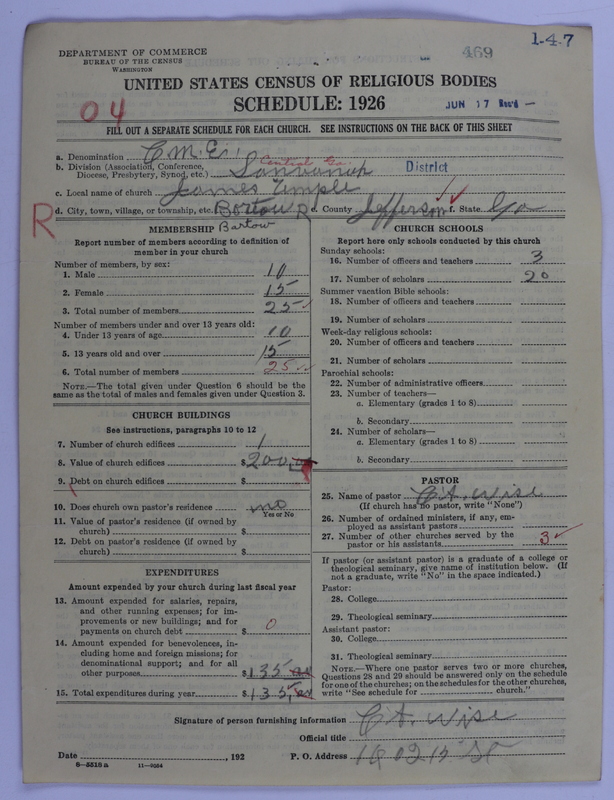 1-4-7
469
DEPARTMENT OF COMMERCE
BUREAU OF THE CENSUS
WASHINGTON
UNITED STATES CENSUS OF RELIGIOUS BODIES
SCHEDULE: 1926
JUN 17 Rec'd -
04
FILL OUT A SEPARATE SCHEDULE FOR EACH CHURCH. SEE INSTRUCTIONS ON THE BACK OF THIS SHEET
a. Denomination C.M.E.
b. Division (Association, Conference, Diocese, Presbytery, Synod, etc.) Central Ga. District
c. Local name of church James Temple
d. City, town, village, or township, etc. Bortow R e. County Jefferson f. State Ga
Bartow
R
MEMBERSHIP
Report number of members according to definition of member in your church
Number of members, by sex:
1. Male 10
2. Female 15
3. Total number of members 25
Number of members under and over 13 years old:
4. Under 13 years of age 10
5. 13 years old and over 15
6. Total number of members 25
NOTE.—The total given under Question 6 should be the same as the total of males and females given under Question 3.
CHURCH BUILDINGS
See instructions, paragraphs 10 to 12
7. Number of church edifices 1
8. Value of church edifices $ 200
9. Debt on church edifices $
10. Does church own pastor's residence no
Yes or No
11. Value of pastor's residence (if owned by church) $
12. Debt on pastor's residence (if owned by church) $
EXPENDITURES
Amount expended by your church during last fiscal year
13. Amount expended for salaries, repairs, and other running expenses; for improvements or new buildings; and for payments on church debt $ 0
14. Amount expended for benevolences, including home and foreign missions; for denominational support; and for all other purposes $ 135
15. Total expenditures during year $ 135
CHURCH SCHOOLS
Report here only schools conducted by this church
Sunday schools:
16. Number of officers and teachers 3
17. Number of scholars 20
Summer vacation Bible schools:
18. Number of officers and teachers
19. Number of scholars
Week-day religious schools:
20. Number of officers and teachers
21. Number of scholars
Parochial schools:
22. Number of administrative officers
23. Number of teachers—
a. Elementary (grades 1 to 8)
b. Secondary
24. Number of scholars—
a. Elementary (grades 1 to 8)
b. Secondary
PASTOR
25. Name of pastor Wise
(If church has no pastor, write "None")
26. Number of ordained ministers, if any, employed as assistant pastors
27. Number of other churches served by the pastor or his assistants 3
If pastor (or assistant pastor) is a graduate of a college or theological seminary, give name of institution below. (If not a graduate, write "No" in the space indicated.)
Pastor:
28. College
29. Theological seminary
Assistant pastor:
30. College
31. Theological seminary
NOTE.—Where one pastor serves two or more churches, Questions 28 and 29 should be answered only on the schedule for one of the churches; on the schedules for the other churches, write "See schedule for church."
Signature of person furnishing information Wise
Official title
Date , 192
P. O. Address St
8—5518a 11—9054